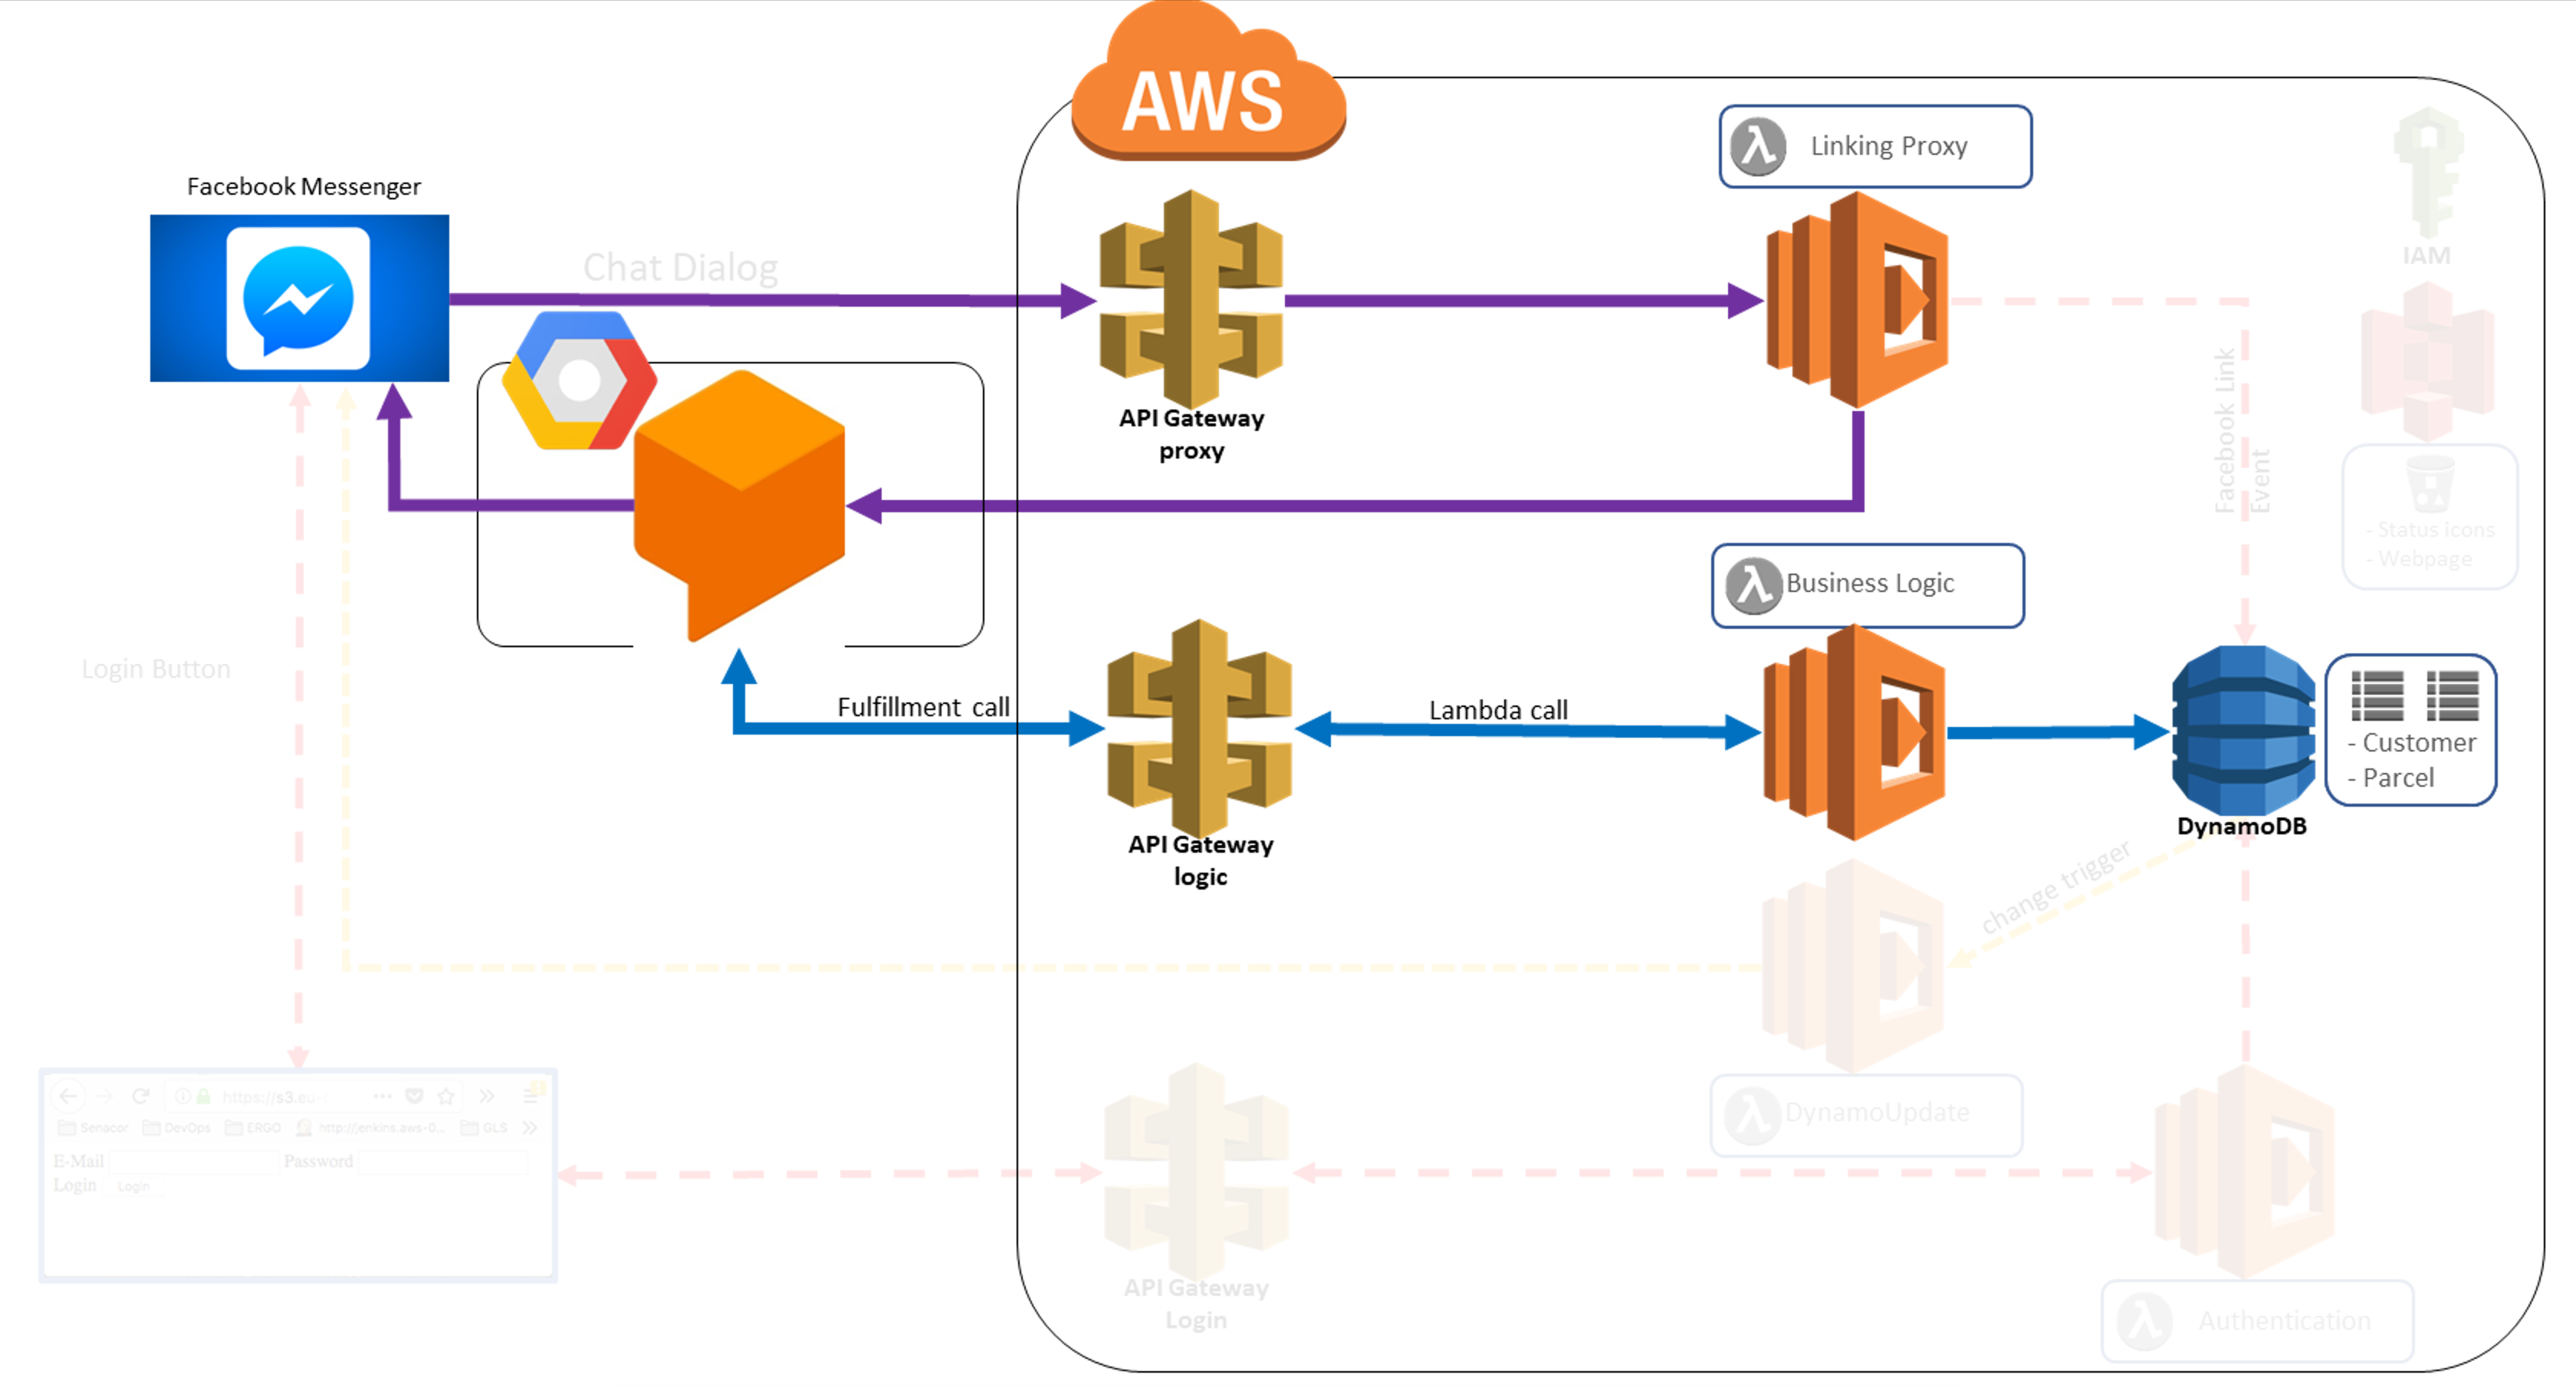 AWS
Linking Proxy
Facebook Messenger
Chat Dialog
IAM
API Gateway
proxy
Facebook Link
Event
- Status icons
- Webpage
Business Logic
Login Button
Fulfillment call
Lambda call
- Customer
- Parcel
DynamoDB
API Gateway
logic
change trigger
https://s3.eu-
Senacor DevOps ERGO http://jenkins.aws-0... GLS
E-Mail Password
Login Login
DynamoUpdate
API Gateway
Login
Authentication